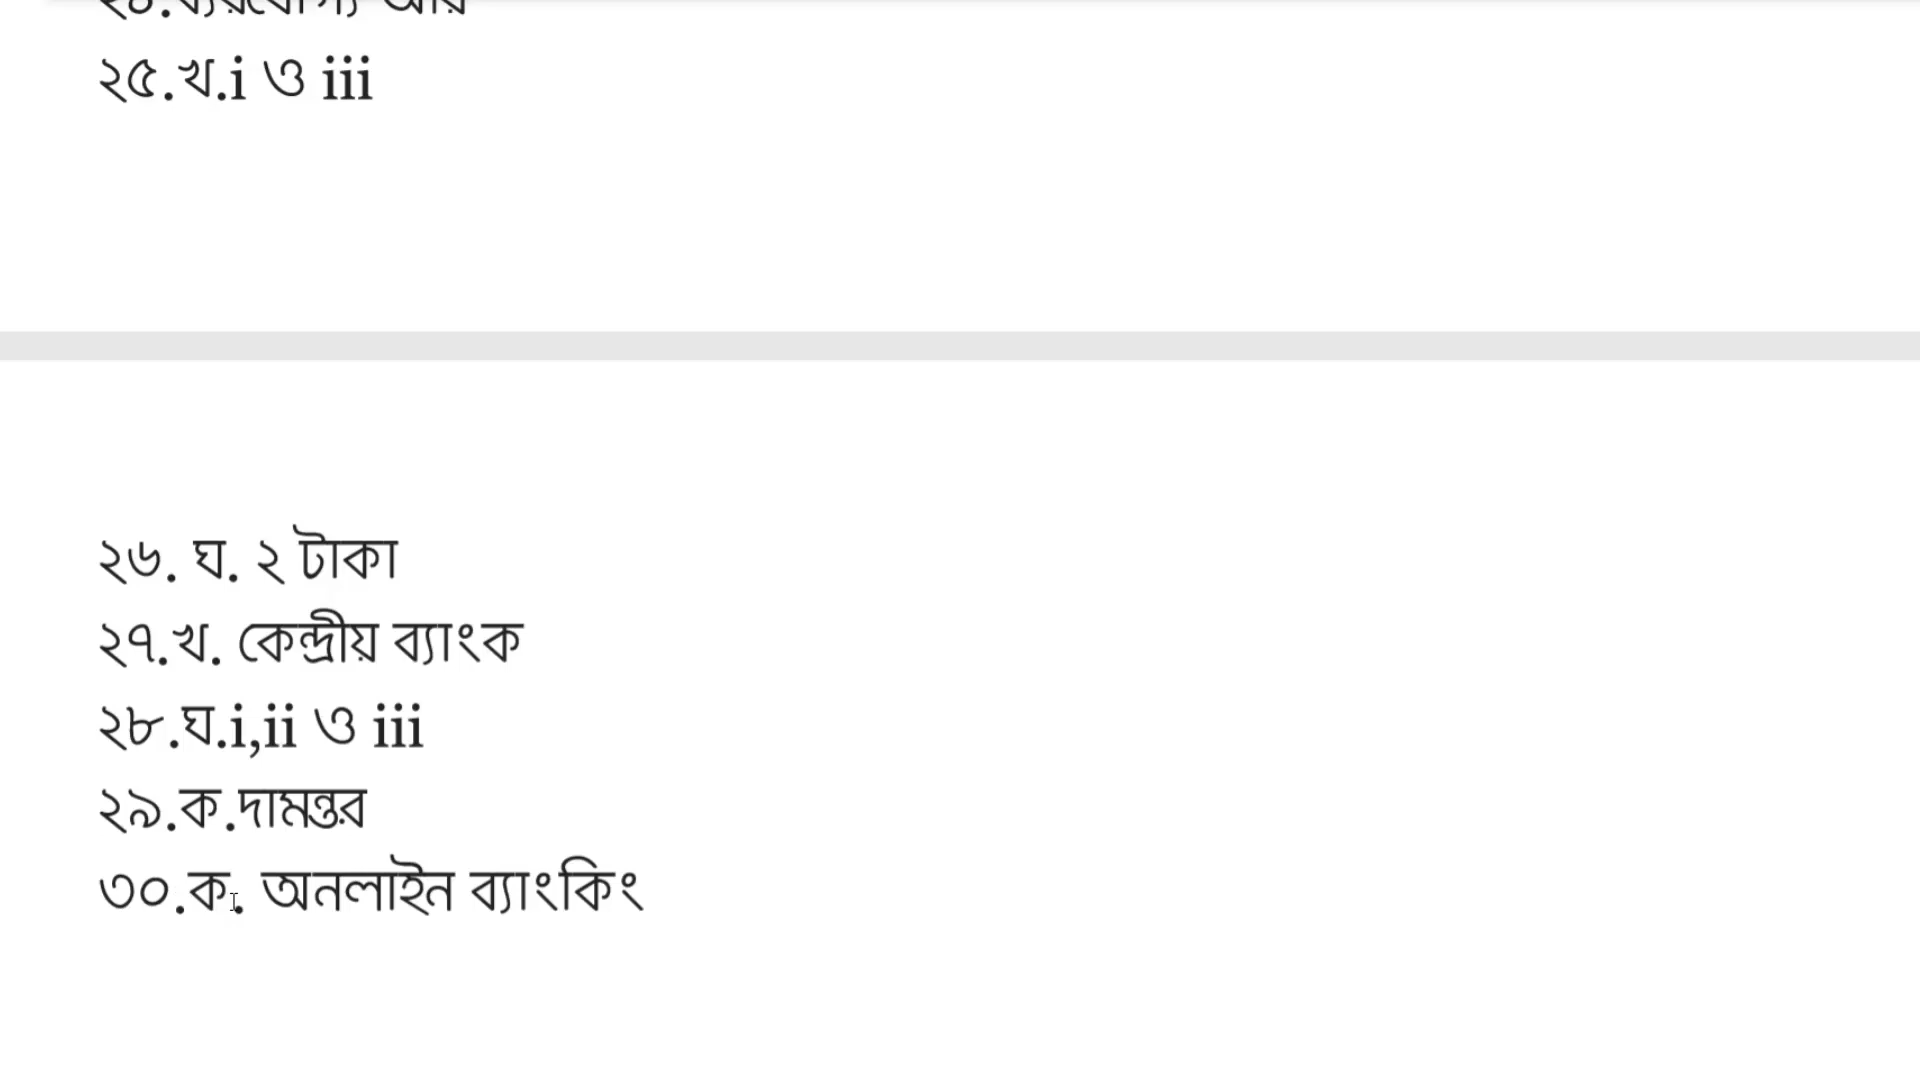 ২৫.খ.i ও iii
২৬. ঘ. ২ টাকা
২৭.খ. কেন্দ্রীয় ব্যাংক
২৮.ঘ.i,ii ও iii
২৯.ক.দামন্তর
৩০.ক. অনলাইন ব্যাংকিং